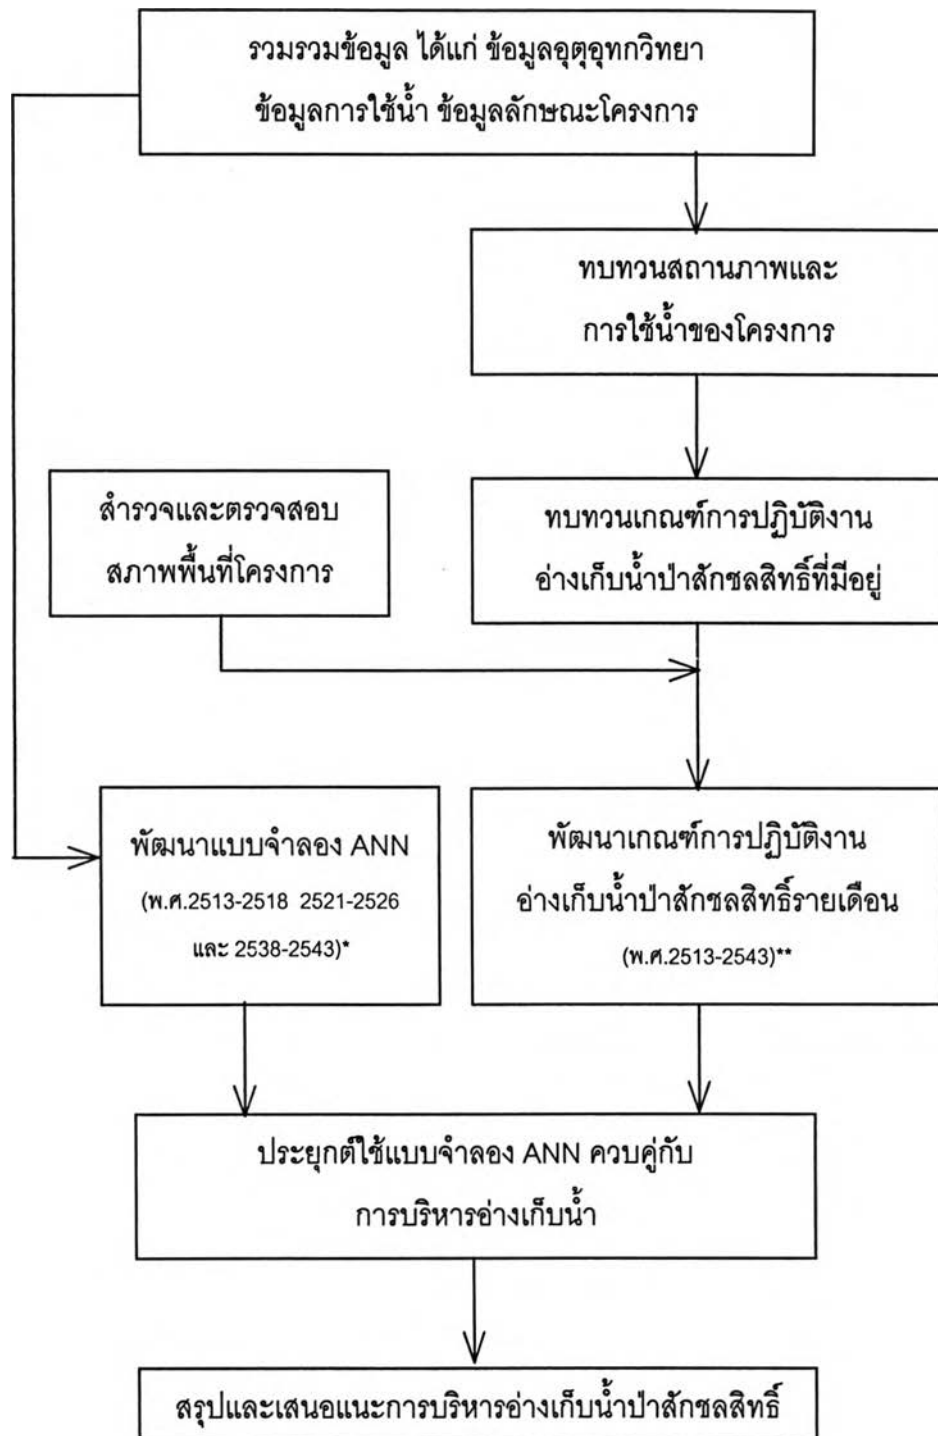 รวมรวมข้อมูล ได้แก่ ข้อมูลอุตุอุทกวิทยา
ข้อมูลการใช้น้ำ ข้อมูลลักษณะโครงการ
ทบทวนสถานภาพและ
การใช้น้ำของโครงการ
สำรวจและตรวจสอบ
สภาพพื้นที่โครงการ
ทบทวนเกณฑ์การปฏิบัติงาน
อ่างเก็บน้ำป่าสักชลสิทธิ์ที่มีอยู่
พัฒนาแบบจำลอง ANN
(พ.ศ.2513-2518 2521-2526
และ 2538-2543)*
พัฒนาเกณฑ์การปฏิบัติงาน
อ่างเก็บน้ำป่าสักชลสิทธิ์รายเดือน
(พ.ศ.2513-2543)**
ประยุกต์ใช้แบบจำลอง ANN ควบคู่กับ
การบริหารอ่างเก็บน้ำ
สรุปและเสนอแนะการบริหารอ่างเก็บน้ำป่าสักชลสิทธิ์